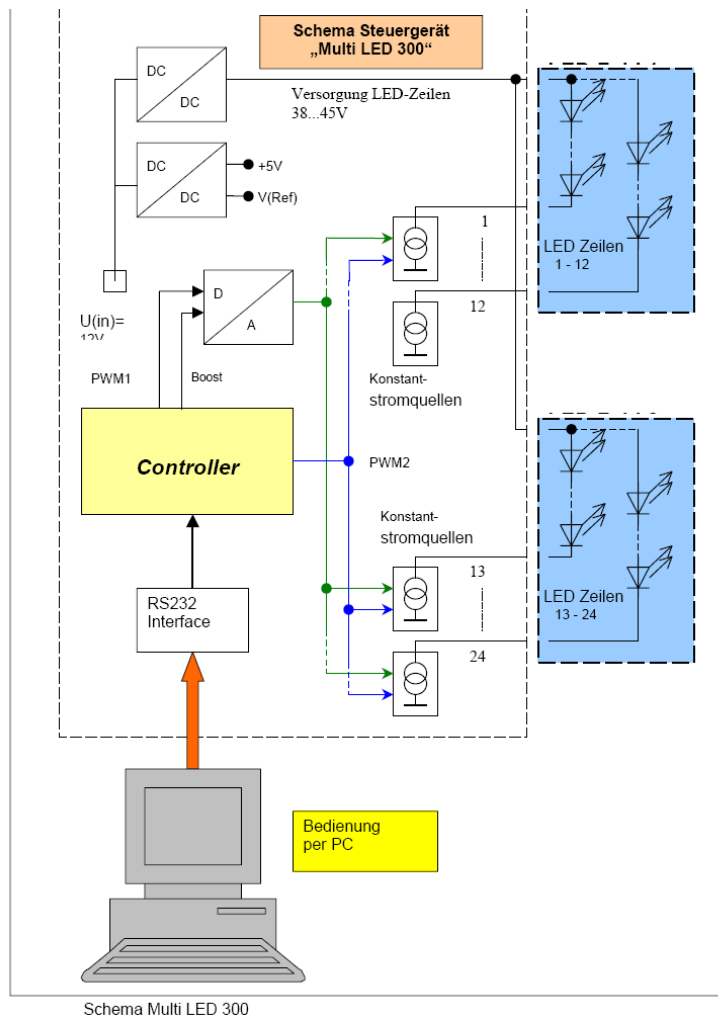 Schema Steuergerät
„Multi LED 300“
DC
DC
Versorgung LED-Zeilen
38...45V
DC
DC
+5V
V(Ref)
U(in)=
12V
D
A
PWM1
Boost
1
12
LED Zeilen
1 - 12
Konstant-
stromquellen
Controller
PWM2
Konstant-
stromquellen
13
24
LED Zeilen
13 - 24
RS232
Interface
Bedienung
per PC
Schema Multi LED 300